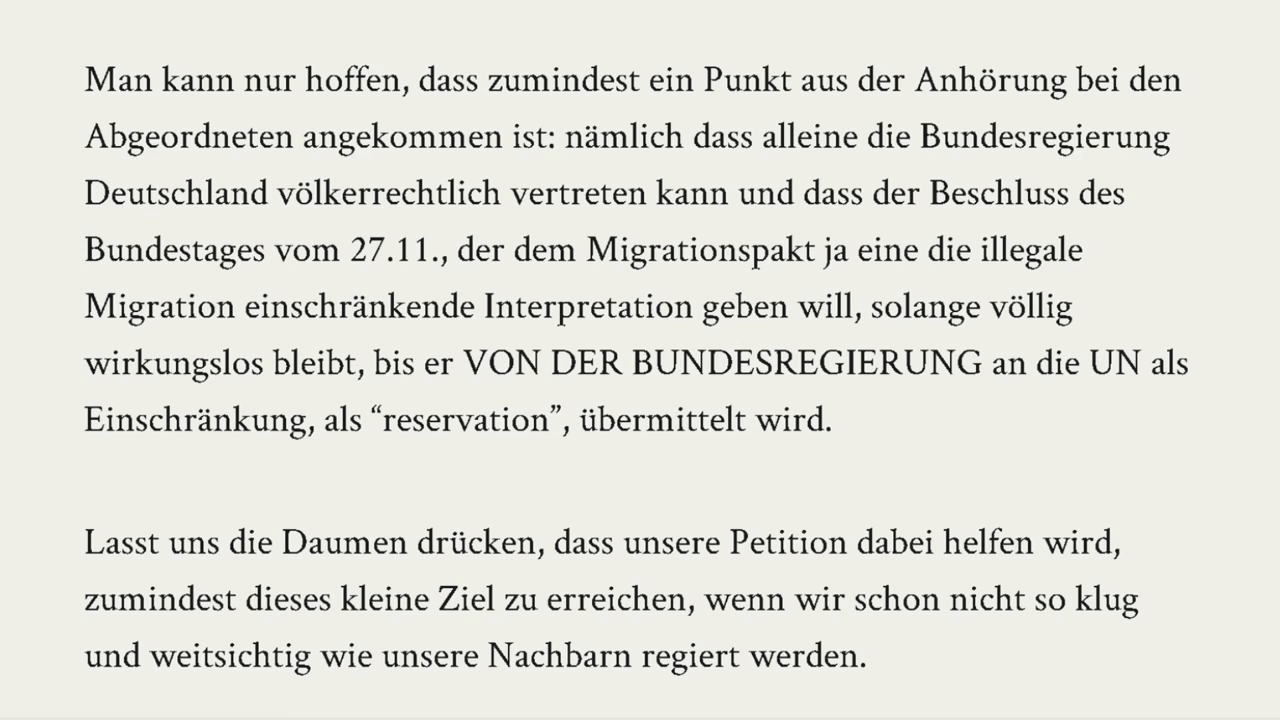 Man kann nur hoffen, dass zumindest ein Punkt aus der Anhörung bei den
Abgeordneten angekommen ist: nämlich dass alleine die Bundesregierung
Deutschland völkerrechtlich vertreten kann und dass der Beschluss des
Bundestages vom 27.11., der dem Migrationspakt ja eine die illegale
Migration einschränkende Interpretation geben will, solange völlig
wirkungslos bleibt, bis er VON DER BUNDESREGIERUNG an die UN als
Einschränkung, als “reservation”, übermittelt wird.
Lasst uns die Daumen drücken, dass unsere Petition dabei helfen wird,
zumindest dieses kleine Ziel zu erreichen, wenn wir schon nicht so klug
und weitsichtig wie unsere Nachbarn regiert werden.